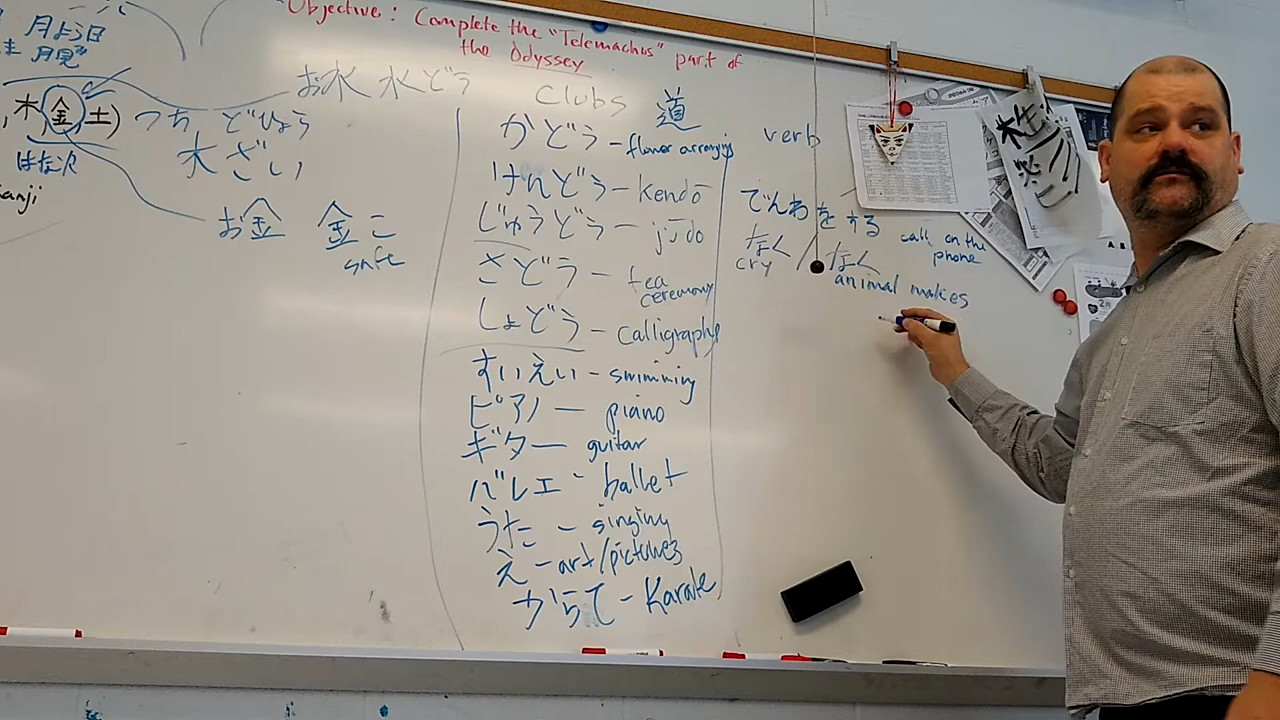 Objective: Complete the "Telemachus" part of
the Odyssey
月よう日
月見
木 金 土)
はな火
つち どひょう
木ざい
お水 水どう
お金 金こ
safe
Clubs 道
かどう - flower arranging
けんどう - kendō
じゅうどう - jūdo
さどう - tea
ceremony
しょどう - calligraphy
すいえい - swimming
ピアノ - piano
ギター guitar
バレエ - ballet
うた - singing
え - art/pictures
からて - Karate
verb
でんわをする call on the
phone
なく / なく
cry animal makes